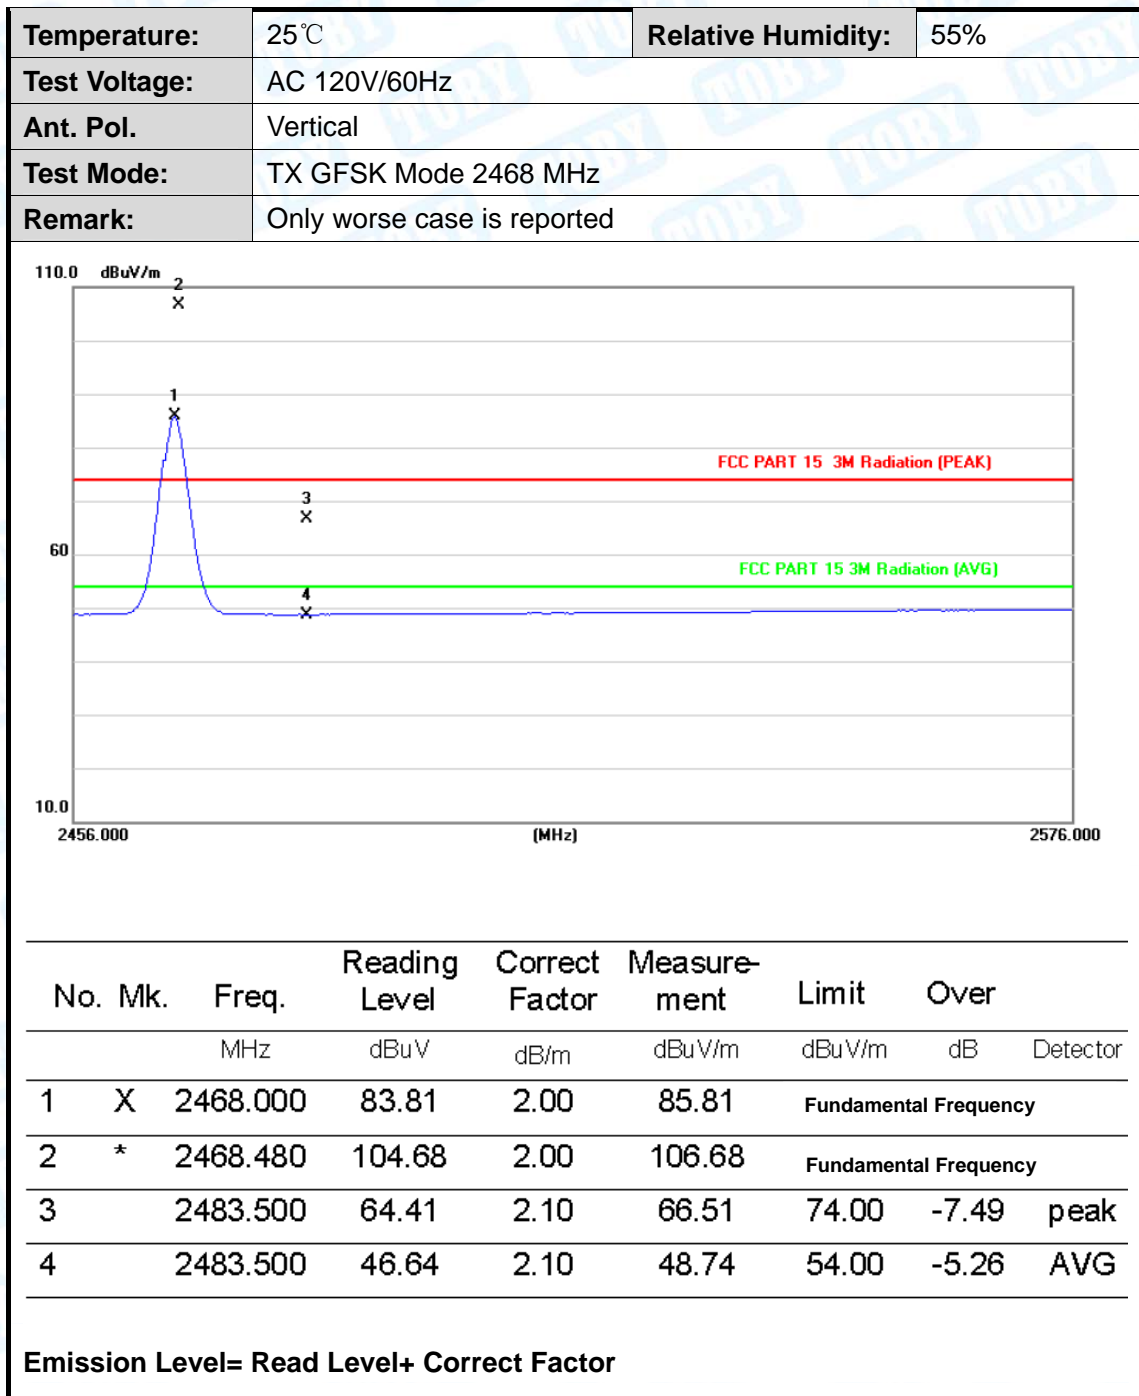 Temperature: 25℃ Relative Humidity: 55%
Test Voltage: AC 120V/60Hz
Ant. Pol. Vertical
Test Mode: TX GFSK Mode 2468 MHz
Remark: Only worse case is reported
110.0 dBuV/m
2
X
1
X
FCC PART 15 3M Radiation (PEAK)
3
X
60
FCC PART 15 3M Radiation (AVG)
4
X
10.0
2456.000 (MHz) 2576.000
No. Mk. Freq. Reading Level Correct Factor Measure-ment Limit Over
MHz dBuV dB/m dBuV/m dBuV/m dB Detector
1 X 2468.000 83.81 2.00 85.81 Fundamental Frequency
2 * 2468.480 104.68 2.00 106.68 Fundamental Frequency
3 2483.500 64.41 2.10 66.51 74.00 -7.49 peak
4 2483.500 46.64 2.10 48.74 54.00 -5.26 AVG
Emission Level= Read Level+ Correct Factor
TOBY